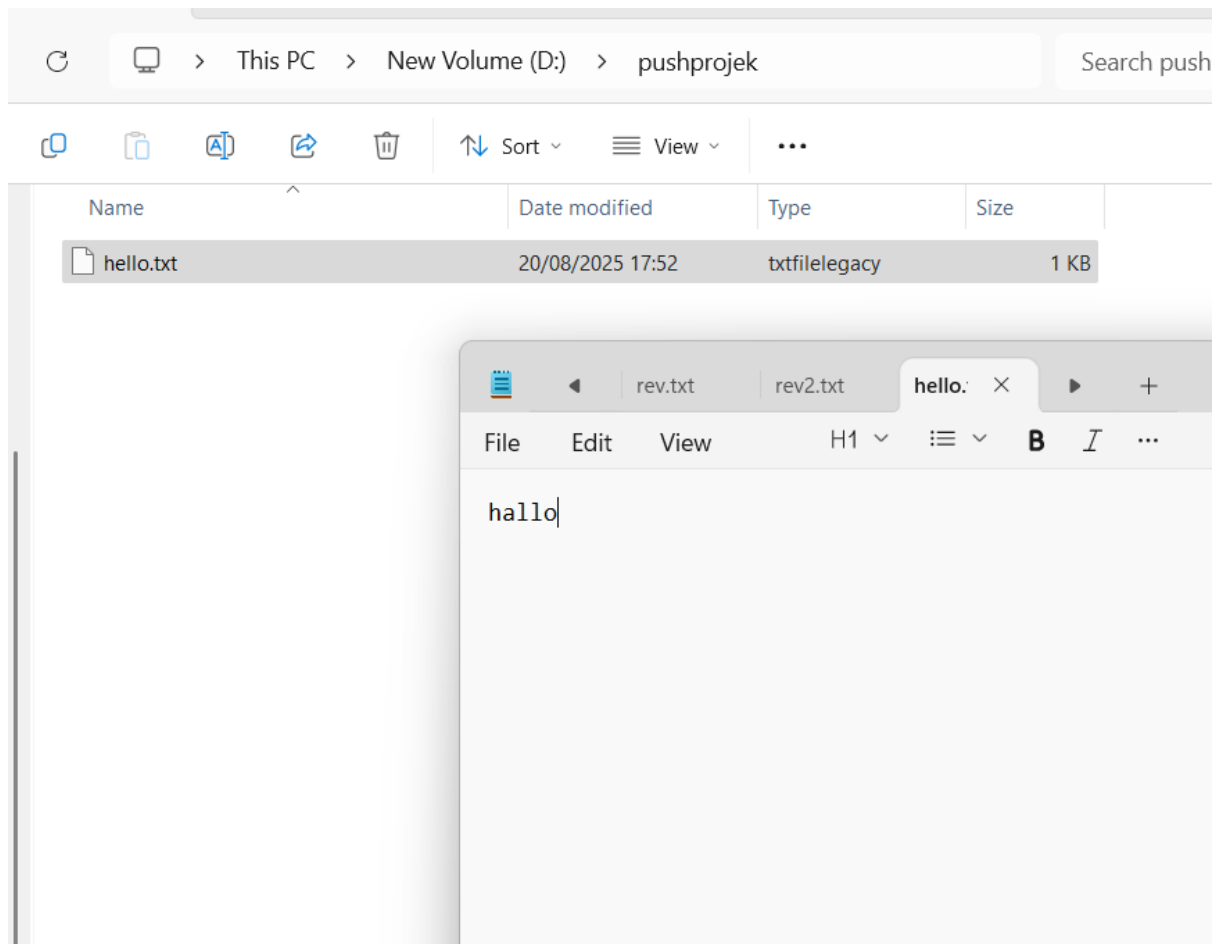 This PC > New Volume (D:) > pushprojek
Search push
Sort
View
Name
Date modified
Type
Size
hello.txt
20/08/2025 17:52
txtfilelegacy
1 KB
rev.txt
rev2.txt
hello.
File
Edit
View
H1
B
I
hallo